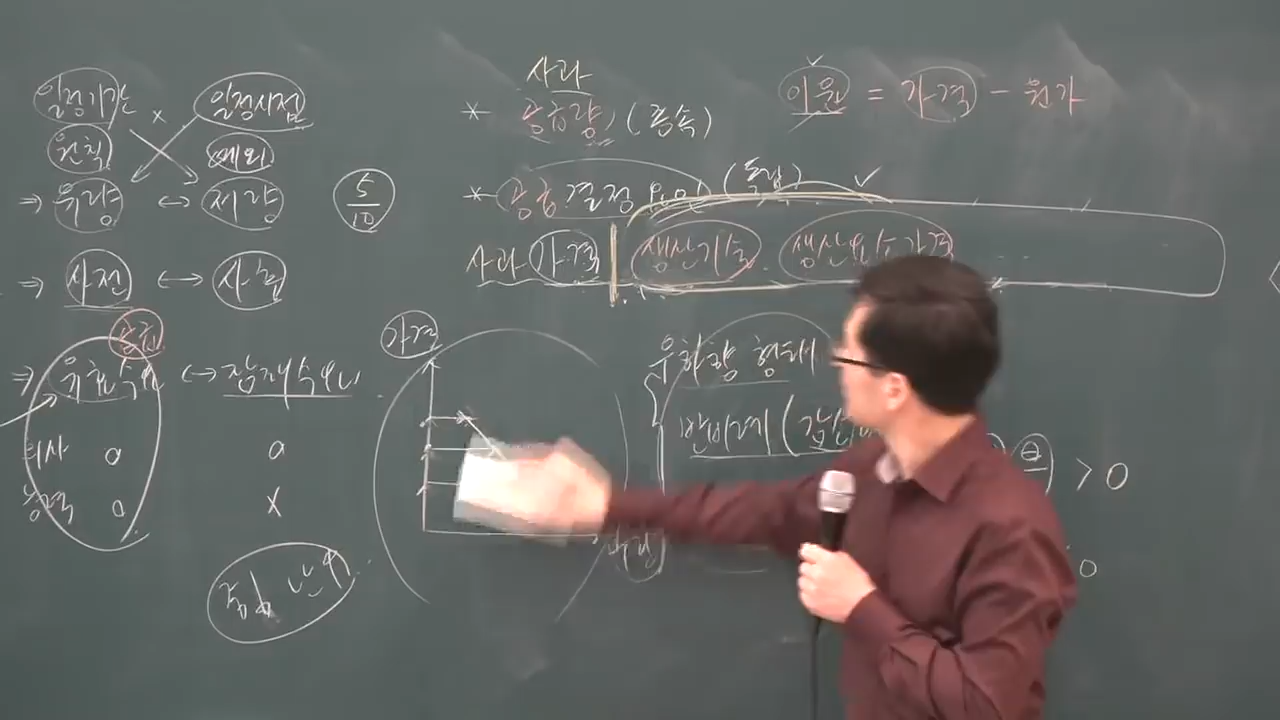 일정기간 × 일정시점
원칙 예외
⇒ 유량 ↔ 저량
5/10
⇒ 사전 ↔ 사후
⇒ 유효수요 ↔ 잠재수요
의사 o o
능력 o x
사과
* 공급량 (종속)
이윤 = 가격 - 원가
* 공급결정요인 (독립)
사과 가격 생산기술 생산요소가격 ...
가격
우하향 형태
반비례 (
⊖ > 0
0